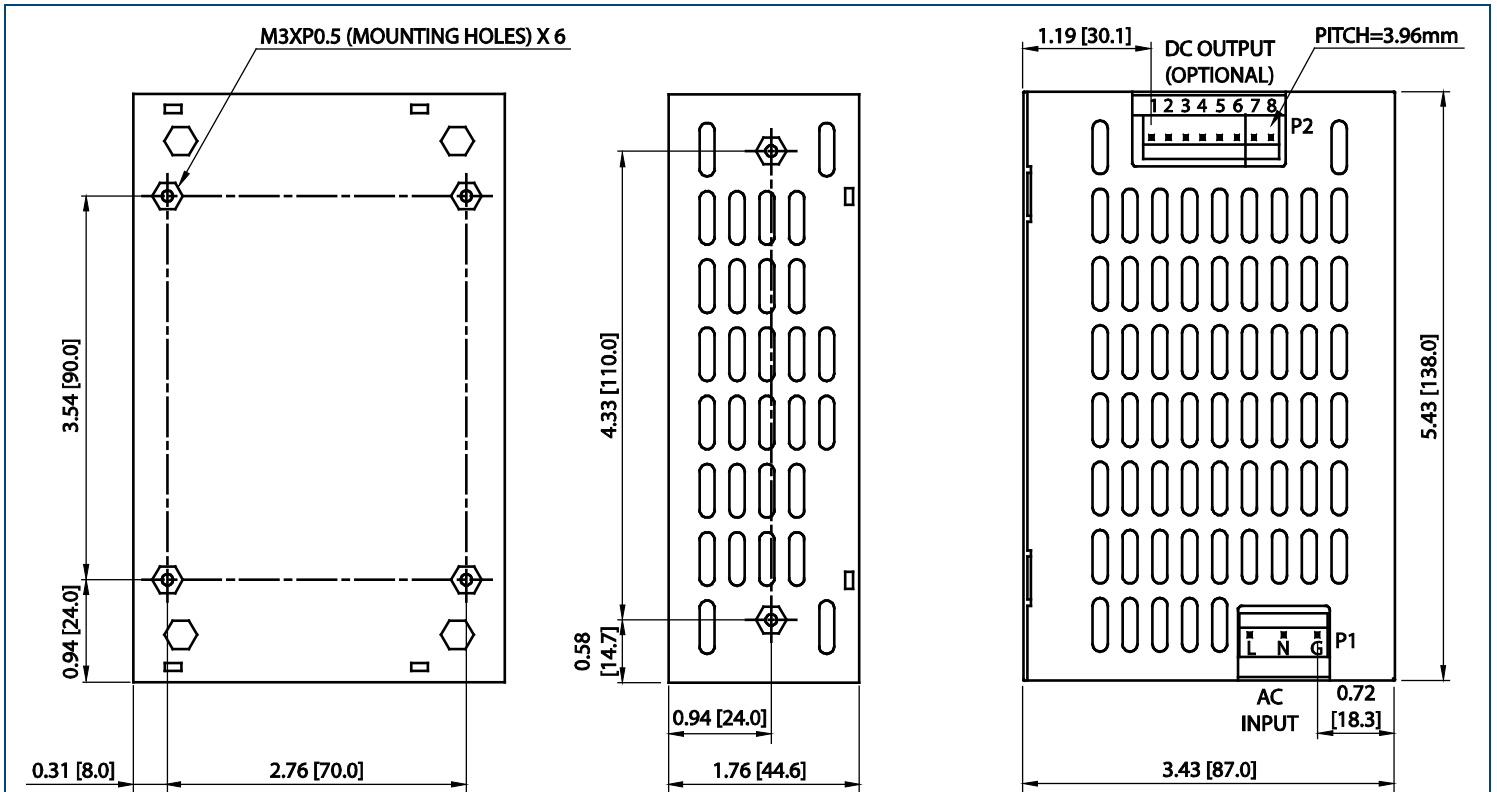 M3XP0.5 (MOUNTING HOLES) X 6
3.54 [90.0]
0.94 [24.0]
0.31 [8.0]
2.76 [70.0]
4.33 [110.0]
0.58
[14.7]
0.94 [24.0]
1.76 [44.6]
1.19 [30.1]
DC OUTPUT
(OPTIONAL)
PITCH=3.96mm
1 2 3 4 5 6 7 8
P2
5.43 [138.0]
L N G
P1
AC
INPUT
0.72
[18.3]
3.43 [87.0]